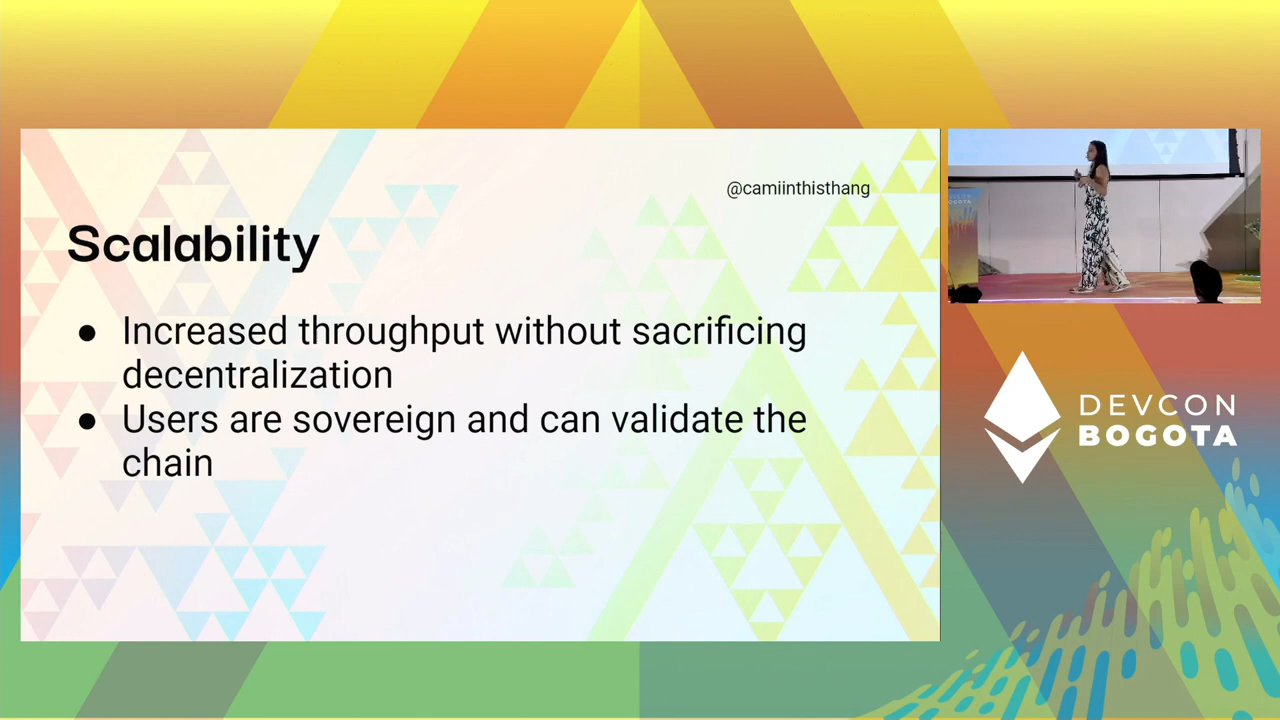 @camiinthisthang
Scalability
● Increased throughput without sacrificing
decentralization
● Users are sovereign and can validate the
chain
DEVCON
BOGOTA